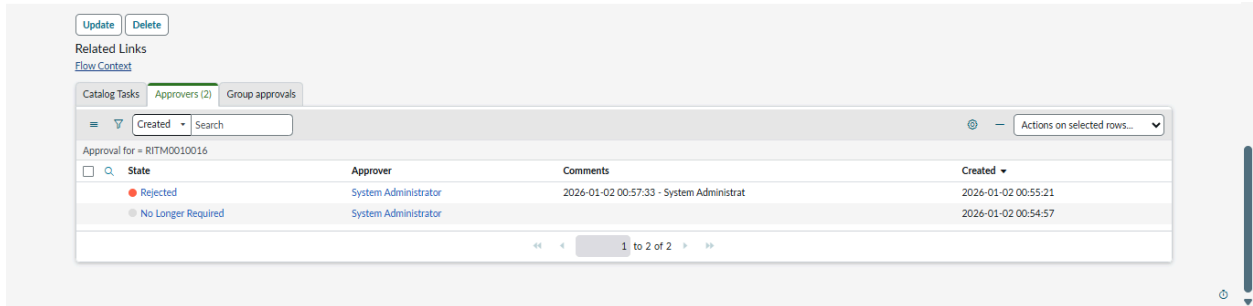 Update Delete
Related Links
Flow Context
Catalog Tasks Approvers (2) Group approvals
Created Search Actions on selected rows...
Approval for = RITM0010016
State Approver Comments Created
Rejected System Administrator 2026-01-02 00:57:33 - System Administrat 2026-01-02 00:55:21
No Longer Required System Administrator 2026-01-02 00:54:57
1 to 2 of 2